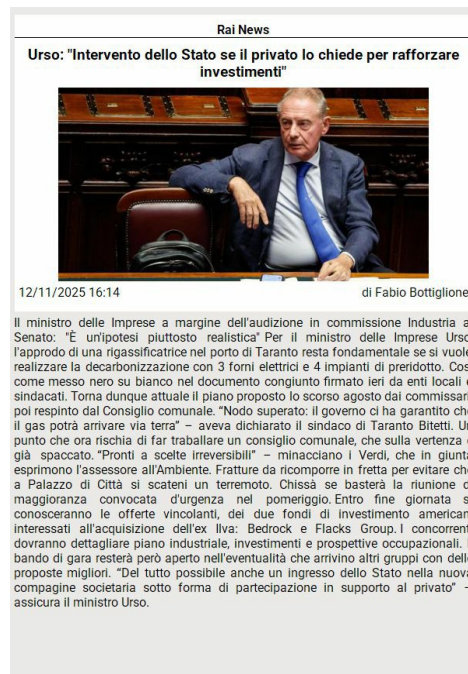 Rai News
Urso: "Intervento dello Stato se il privato lo chiede per rafforzare
investimenti"
12/11/2025 16:14
di Fabio Bottiglione
Il ministro delle Imprese a margine dell'audizione in commissione Industria a
Senato: "È un'ipotesi piuttosto realistica" Per il ministro delle Imprese Urso
l'approdo di una rigassificatrice nel porto di Taranto resta fondamentale se si vuole
realizzare la decarbonizzazione con 3 forni elettrici e 4 impianti di preridotto. Cos
come messo nero su bianco nel documento congiunto firmato ieri da enti locali e
sindacati. Torna dunque attuale il piano proposto lo scorso agosto dai commissar
poi respinto dal Consiglio comunale. “Nodo superato: il governo ci ha garantito che
il gas potrà arrivare via terra” – aveva dichiarato il sindaco di Taranto Bitetti. Un
punto che ora rischia di far traballare un consiglio comunale, che sulla vertenza è
già spaccato. “Pronti a scelte irreversibili” – minacciano i Verdi, che in giunta
esprimono l'assessore all'Ambiente. Fratture da ricomporre in fretta per evitare che
a Palazzo di Città si scateni un terremoto. Chissà se basterà la riunione d
maggioranza convocata d'urgenza nel pomeriggio. Entro fine giornata s
conosceranno le offerte vincolanti, dei due fondi di investimento american
interessati all'acquisizione dell'ex Ilva: Bedrock e Flacks Group. I concorrent
dovranno dettagliare piano industriale, investimenti e prospettive occupazionali. I
bando di gara resterà però aperto nell'eventualità che arrivino altri gruppi con delle
proposte migliori. “Del tutto possibile anche un ingresso dello Stato nella nuova
compagine societaria sotto forma di partecipazione in supporto al privato” –
assicura il ministro Urso.